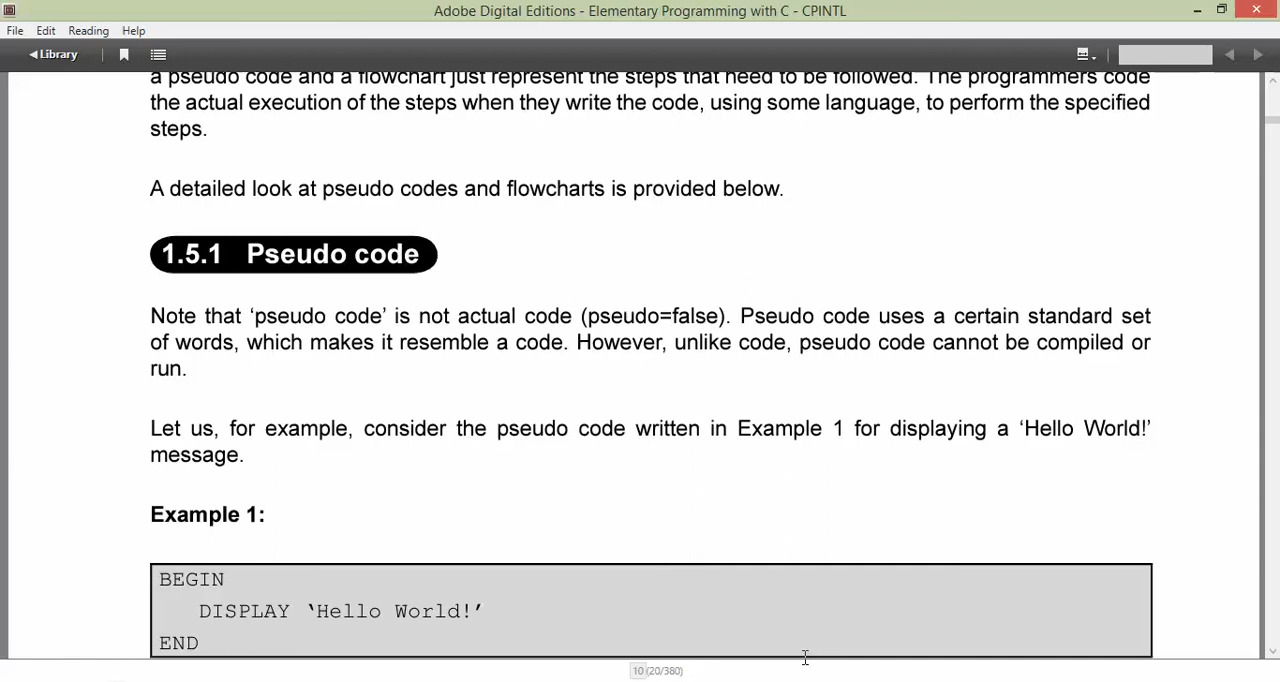 Adobe Digital Editions - Elementary Programming with C - CPINTL
File Edit Reading Help
Library
a pseudo code and a flowchart just represent the steps that need to be followed. The programmers code
the actual execution of the steps when they write the code, using some language, to perform the specified
steps.
A detailed look at pseudo codes and flowcharts is provided below.
1.5.1 Pseudo code
Note that ‘pseudo code’ is not actual code (pseudo=false). Pseudo code uses a certain standard set
of words, which makes it resemble a code. However, unlike code, pseudo code cannot be compiled or
run.
Let us, for example, consider the pseudo code written in Example 1 for displaying a ‘Hello World!’
message.
Example 1:
BEGIN
DISPLAY ‘Hello World!’
END
10 (20/380)